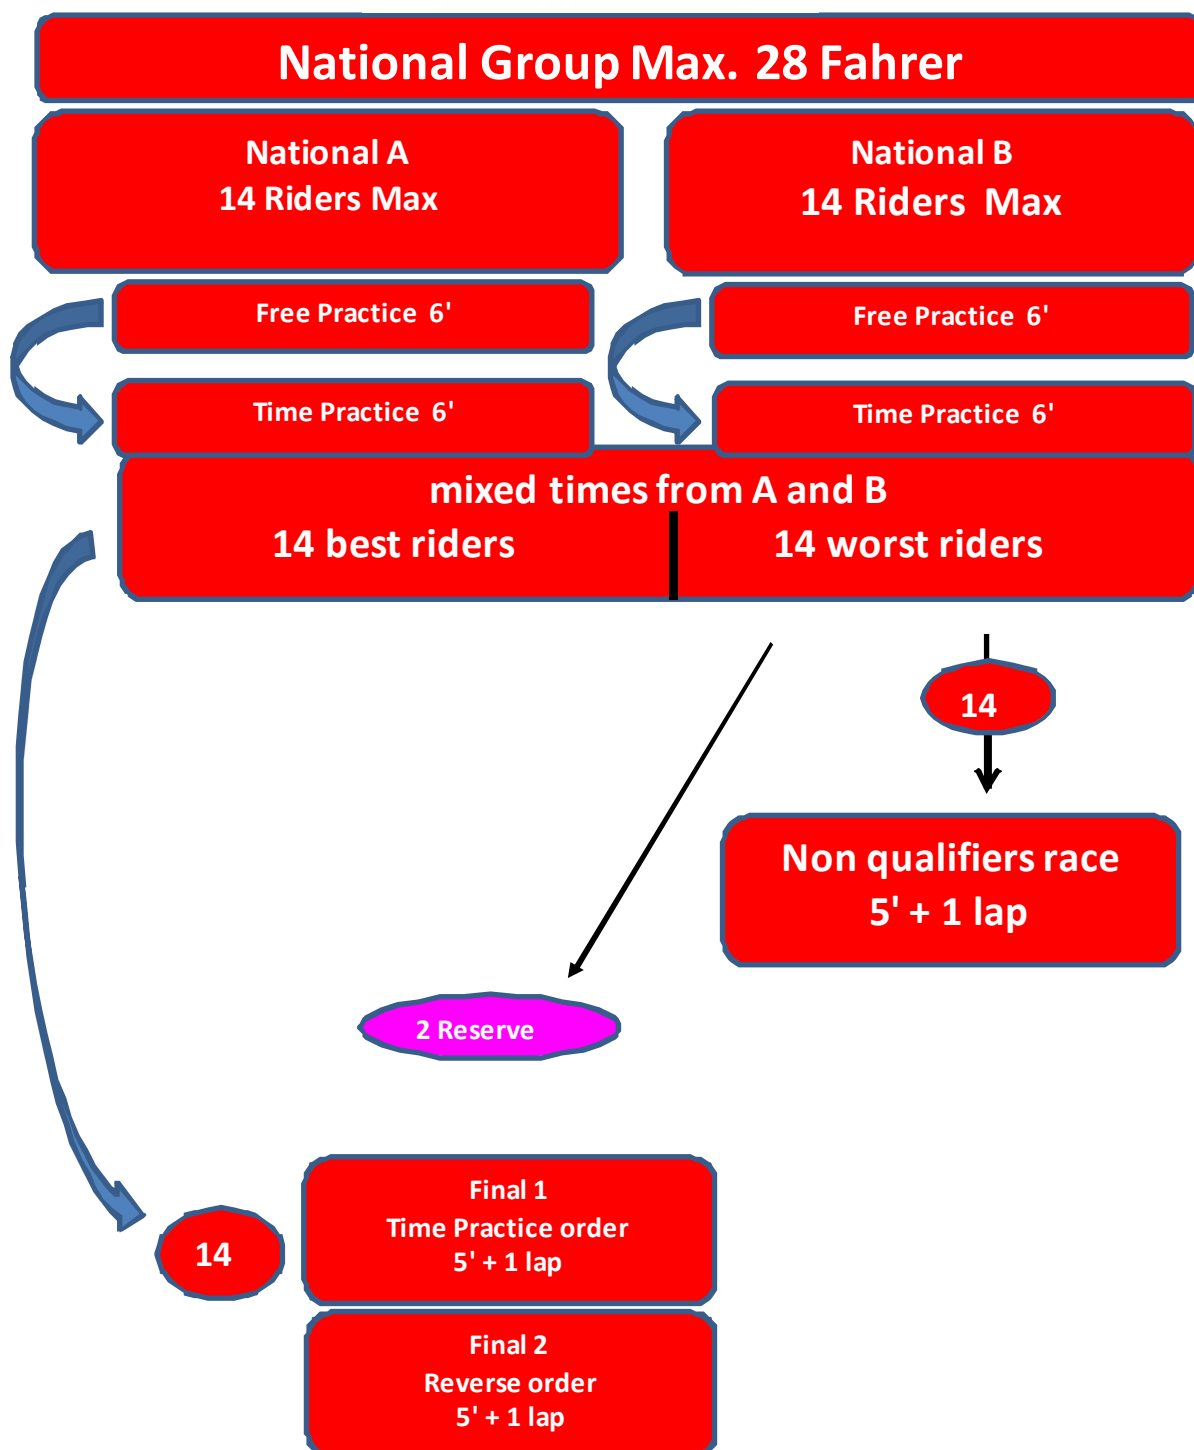 National Group Max. 28 Fahrer
National A
14 Riders Max
National B
14 Riders Max
Free Practice 6'
Free Practice 6'
Time Practice 6'
Time Practice 6'
mixed times from A and B
14 best riders
14 worst riders
14
Non qualifiers race
5' + 1 lap
2 Reserve
14
Final 1
Time Practice order
5' + 1 lap
Final 2
Reverse order
5' + 1 lap